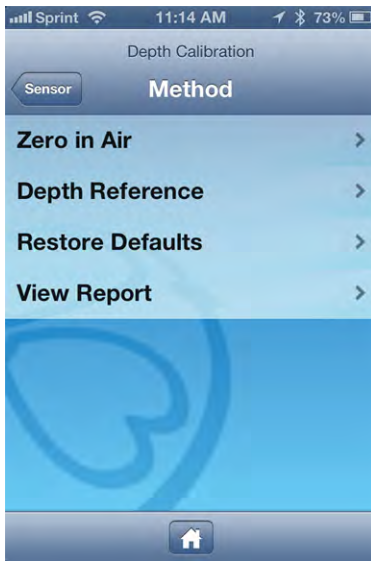 Sprint 11:14 AM 73%
Depth Calibration
Sensor Method
Zero in Air
Depth Reference
Restore Defaults
View Report